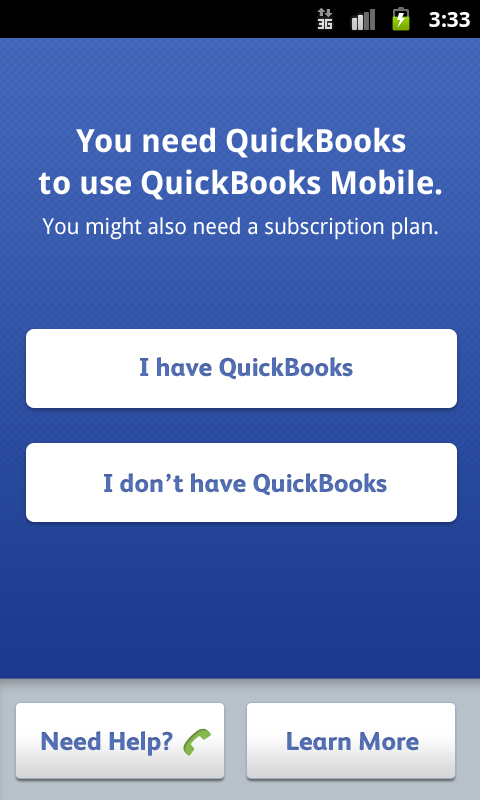 3G 3:33
You need QuickBooks
to use QuickBooks Mobile.
You might also need a subscription plan.
I have QuickBooks
I don’t have QuickBooks
Need Help? Learn More